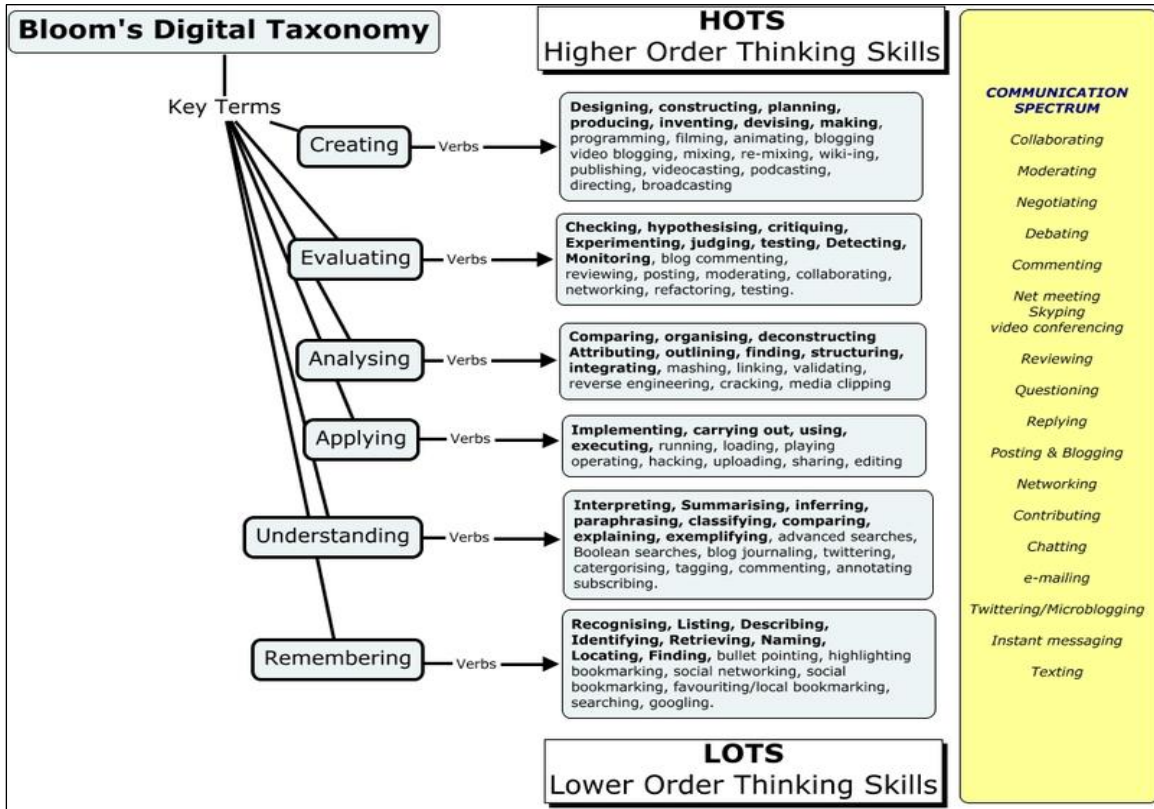 Bloom's Digital Taxonomy
HOTS
Higher Order Thinking Skills
Key Terms
Creating
Verbs
Designing, constructing, planning,
producing, inventing, devising, making,
programming, filming, animating, blogging
video blogging, mixing, re-mixing, wiki-ing,
publishing, videocasting, podcasting,
directing, broadcasting
Evaluating
Verbs
Checking, hypothesising, critiquing,
Experimenting, judging, testing, Detecting,
Monitoring, blog commenting,
reviewing, posting, moderating, collaborating,
networking, refactoring, testing.
Analysing
Verbs
Comparing, organising, deconstructing
Attributing, outlining, finding, structuring,
integrating, mashing, linking, validating,
reverse engineering, cracking, media clipping
Applying
Verbs
Implementing, carrying out, using,
executing, running, loading, playing
operating, hacking, uploading, sharing, editing
Understanding
Verbs
Interpreting, Summarising, inferring,
paraphrasing, classifying, comparing,
explaining, exemplifying, advanced searches,
Boolean searches, blog journaling, twittering,
catergorising, tagging, commenting, annotating
subscribing.
Remembering
Verbs
Recognising, Listing, Describing,
Identifying, Retrieving, Naming,
Locating, Finding, bullet pointing, highlighting
bookmarking, social networking, social
bookmarking, favouriting/local bookmarking,
searching, googling.
LOTS
Lower Order Thinking Skills
COMMUNICATION
SPECTRUM
Collaborating
Moderating
Negotiating
Debating
Commenting
Net meeting
Skyping
video conferencing
Reviewing
Questioning
Replying
Posting & Blogging
Networking
Contributing
Chatting
e-mailing
Twittering/Microblogging
Instant messaging
Texting